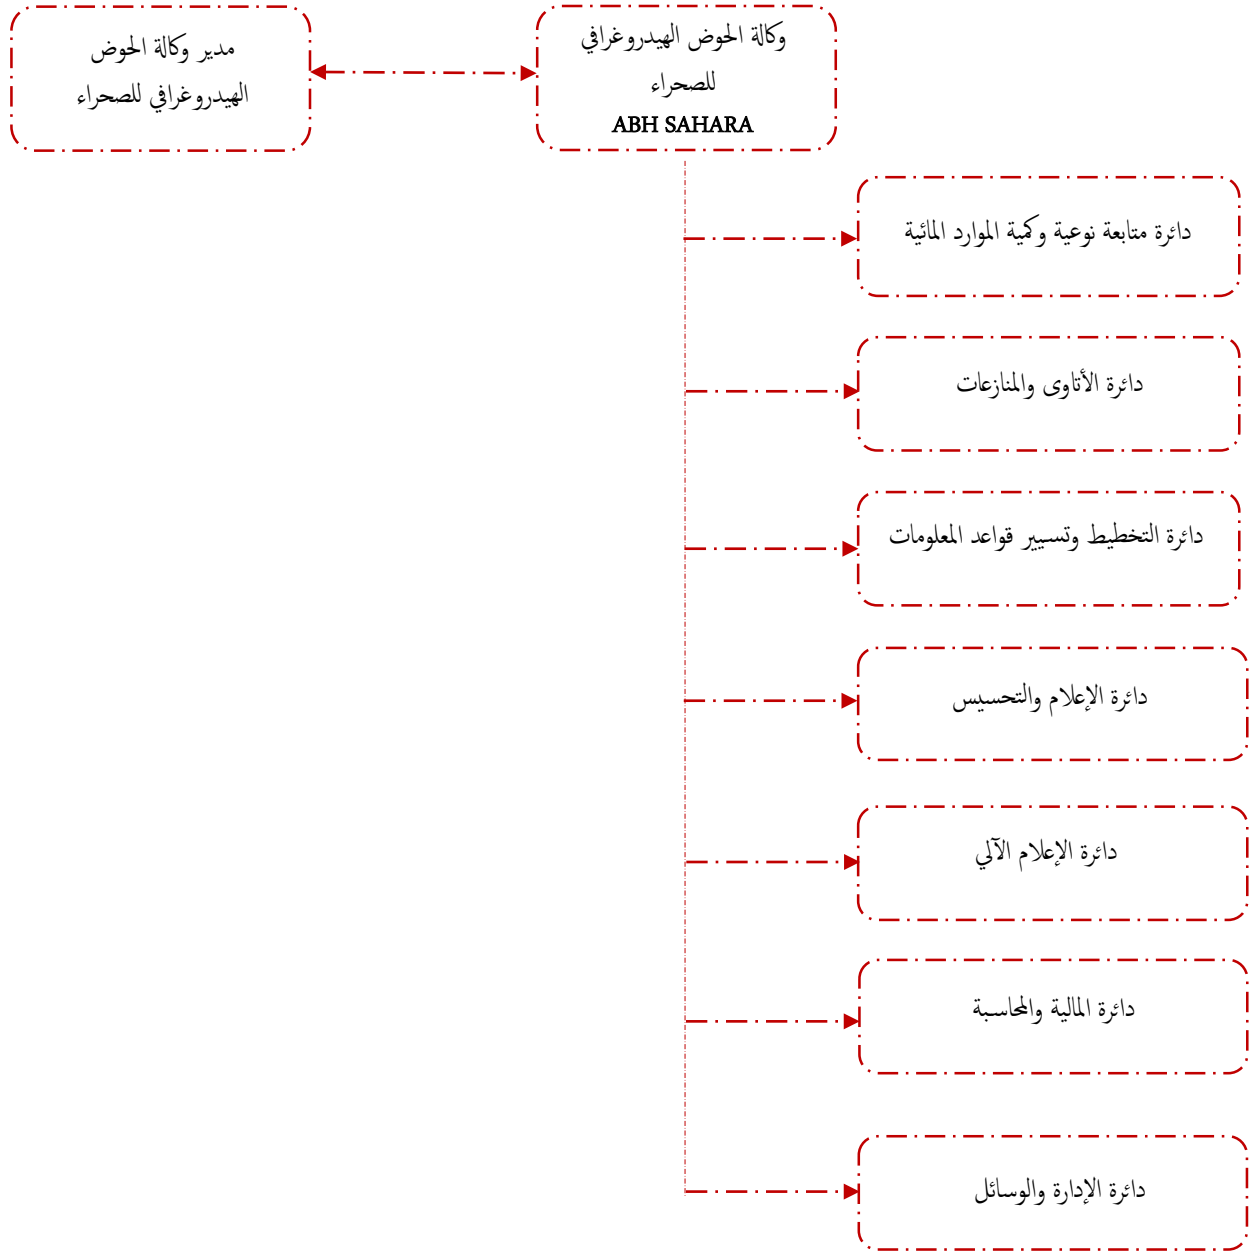 وكالة الحوض الهيدروغرافي
للصحراء
ABH SAHARA
مدير وكالة الحوض
الهيدروغرافي للصحراء
دائرة متابعة نوعية وكمية الموارد المائية
دائرة الأتاوى والمنازعات
دائرة التخطيط وتسيير قواعد المعلومات
دائرة الإعلام والتحسيس
دائرة الإعلام الآلي
دائرة المالية والمحاسبة
دائرة الإدارة والوسائل